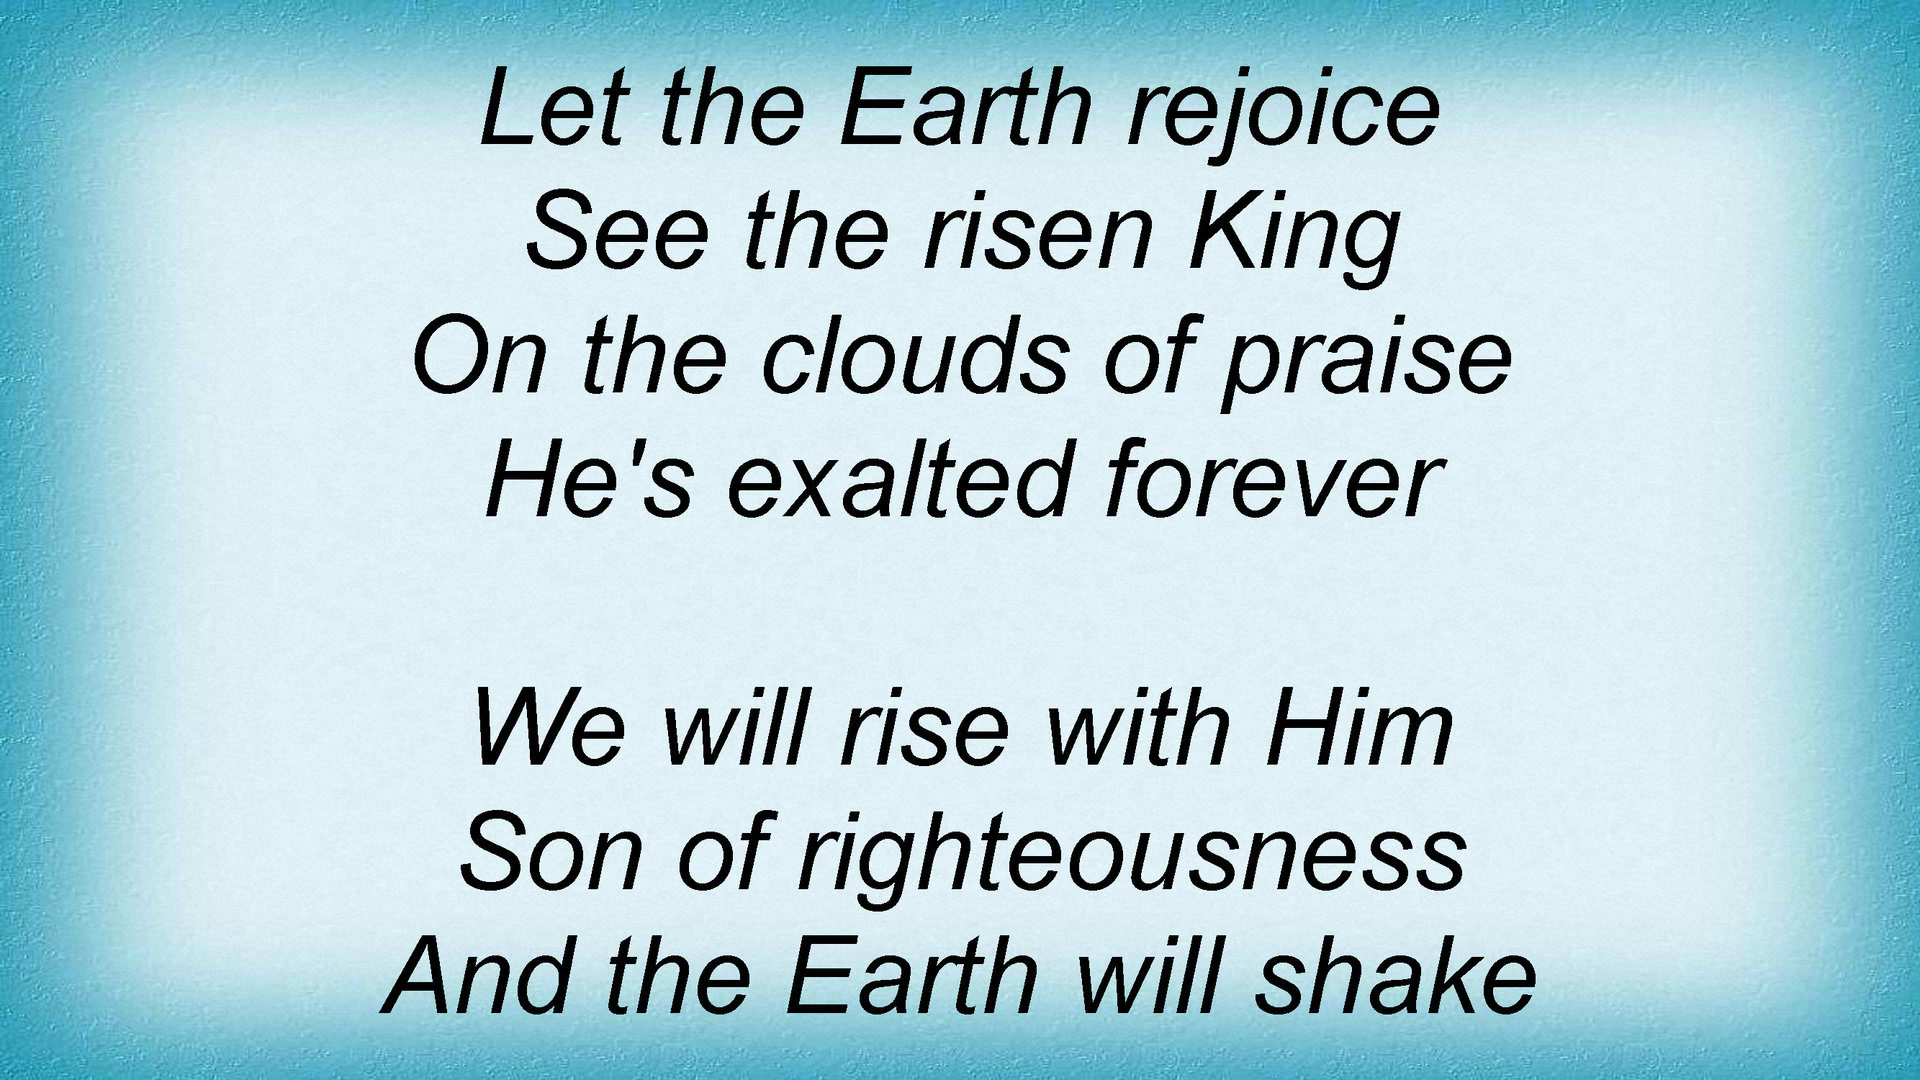 Let the Earth rejoice
See the risen King
On the clouds of praise
He's exalted forever
We will rise with Him
Son of righteousness
And the Earth will shake